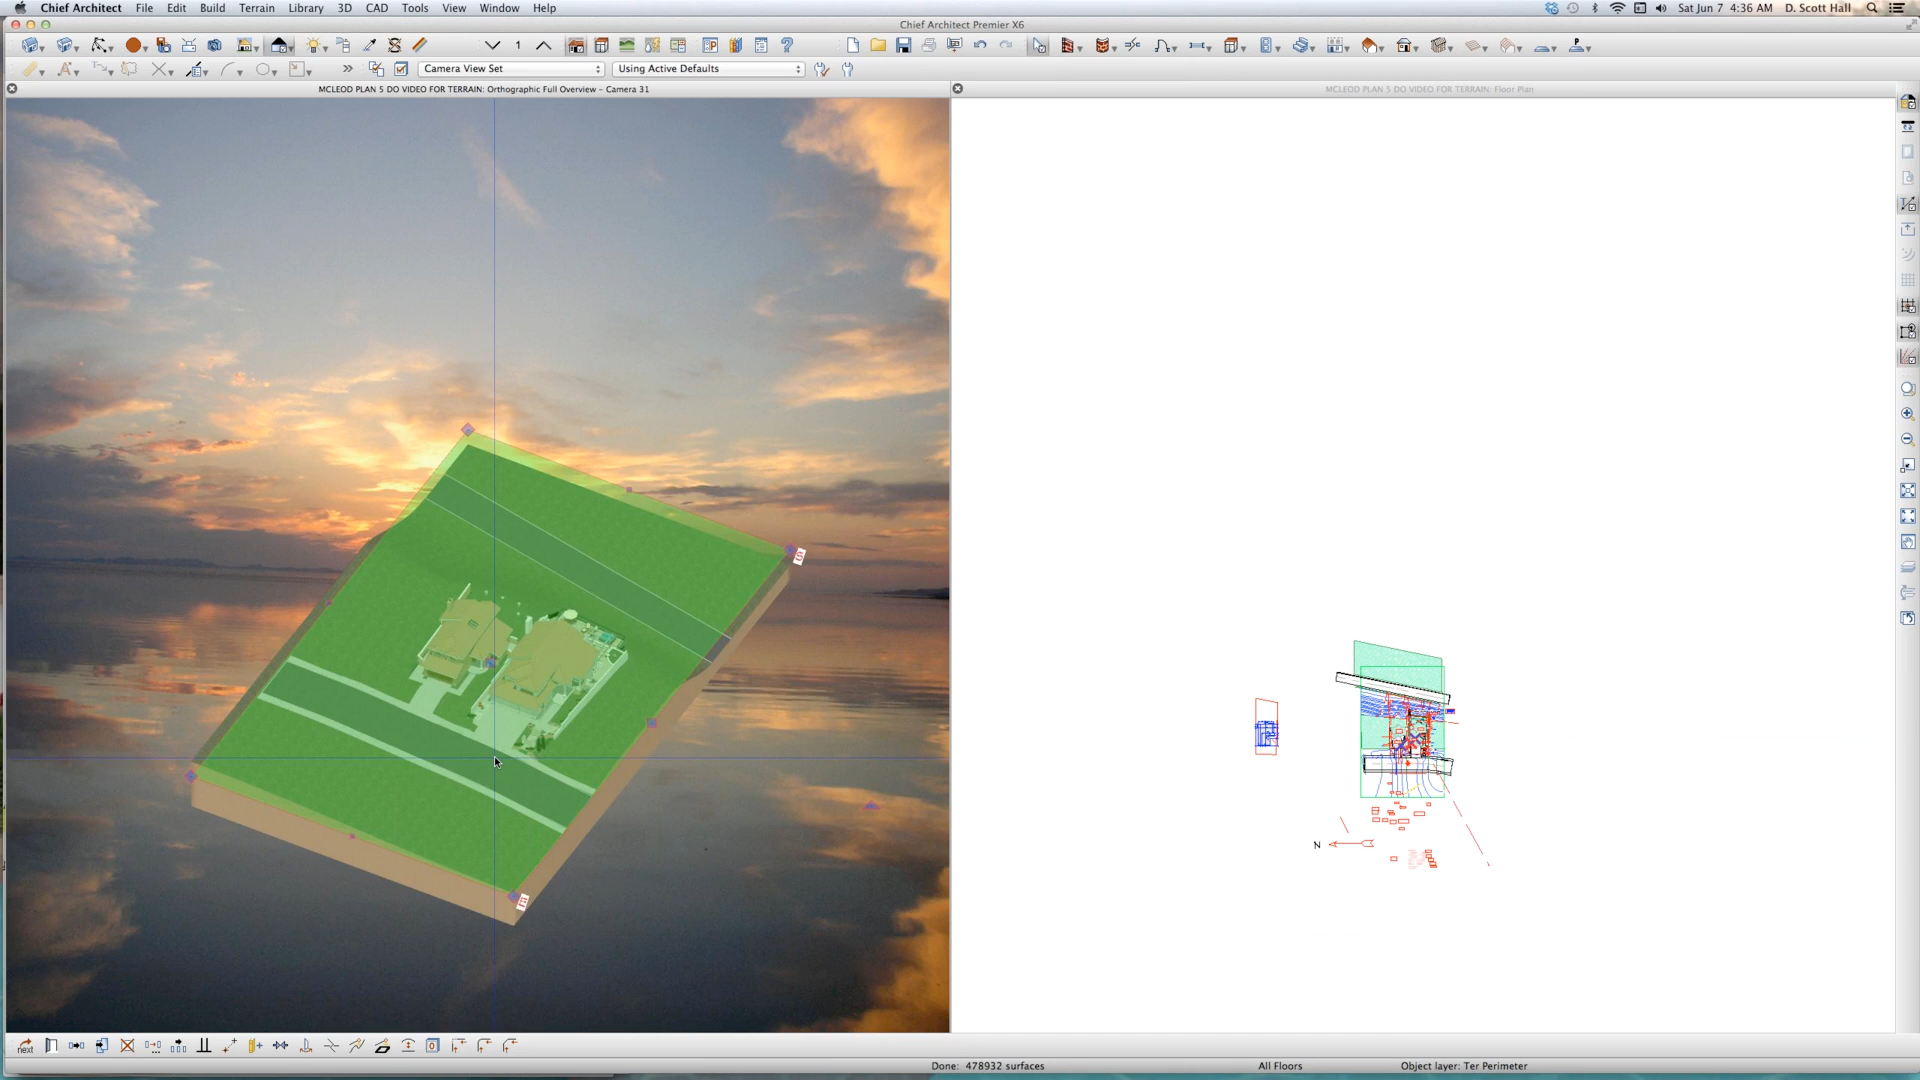 Chief Architect File Edit Build Terrain Library 3D CAD Tools View Window Help Sat Jun 7 4:36 AM D. Scott Hall
Chief Architect Premier X6
1
Camera View Set Using Active Defaults
MCLEOD PLAN 5 DO VIDEO FOR TERRAIN: Orthographic Full Overview – Camera 31
MCLEOD PLAN 5 DO VIDEO FOR TERRAIN: Floor Plan
N
next
Done: 478932 surfaces All Floors Object layer: Ter Perimeter